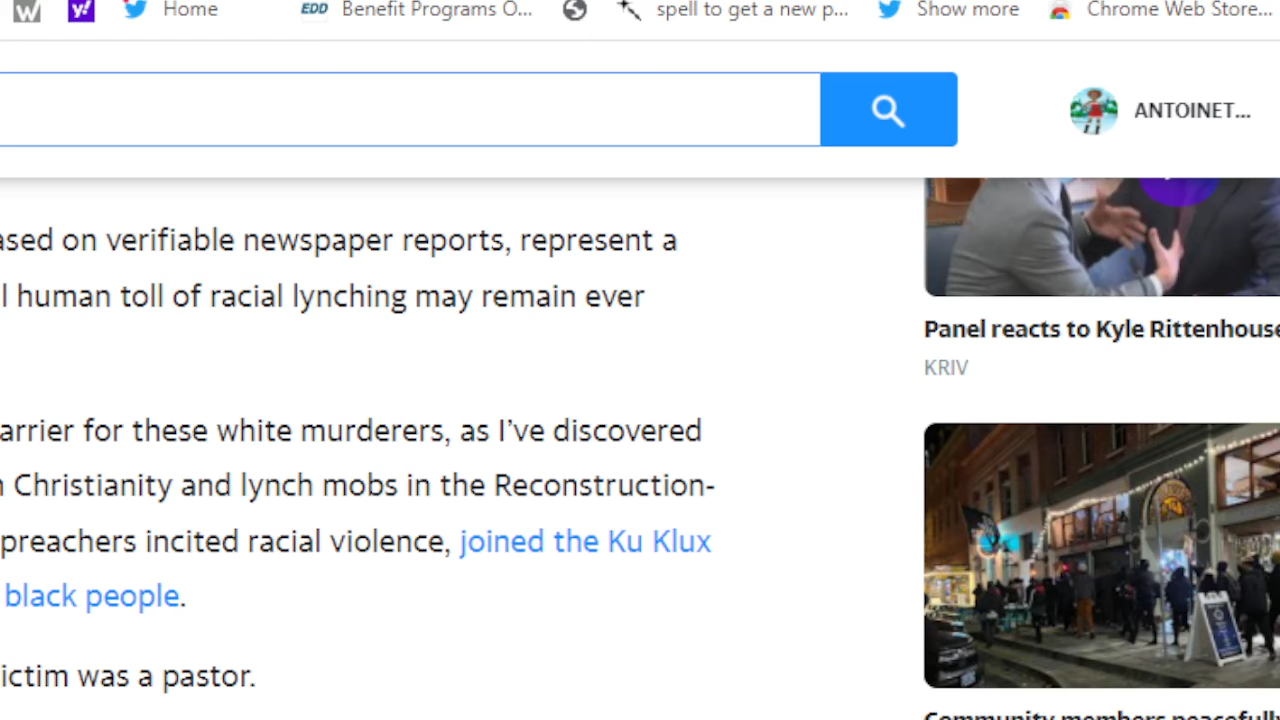 W y! Home EDD Benefit Programs O... spell to get a new p... Show more Chrome Web Store...
ANTOINET...
ased on verifiable newspaper reports, represent a
l human toll of racial lynching may remain ever
arrier for these white murderers, as I've discovered
n Christianity and lynch mobs in the Reconstruction-
preachers incited racial violence, joined the Ku Klux
black people.
ictim was a pastor.
Panel reacts to Kyle Rittenhouse
KRIV
Community members peacefully